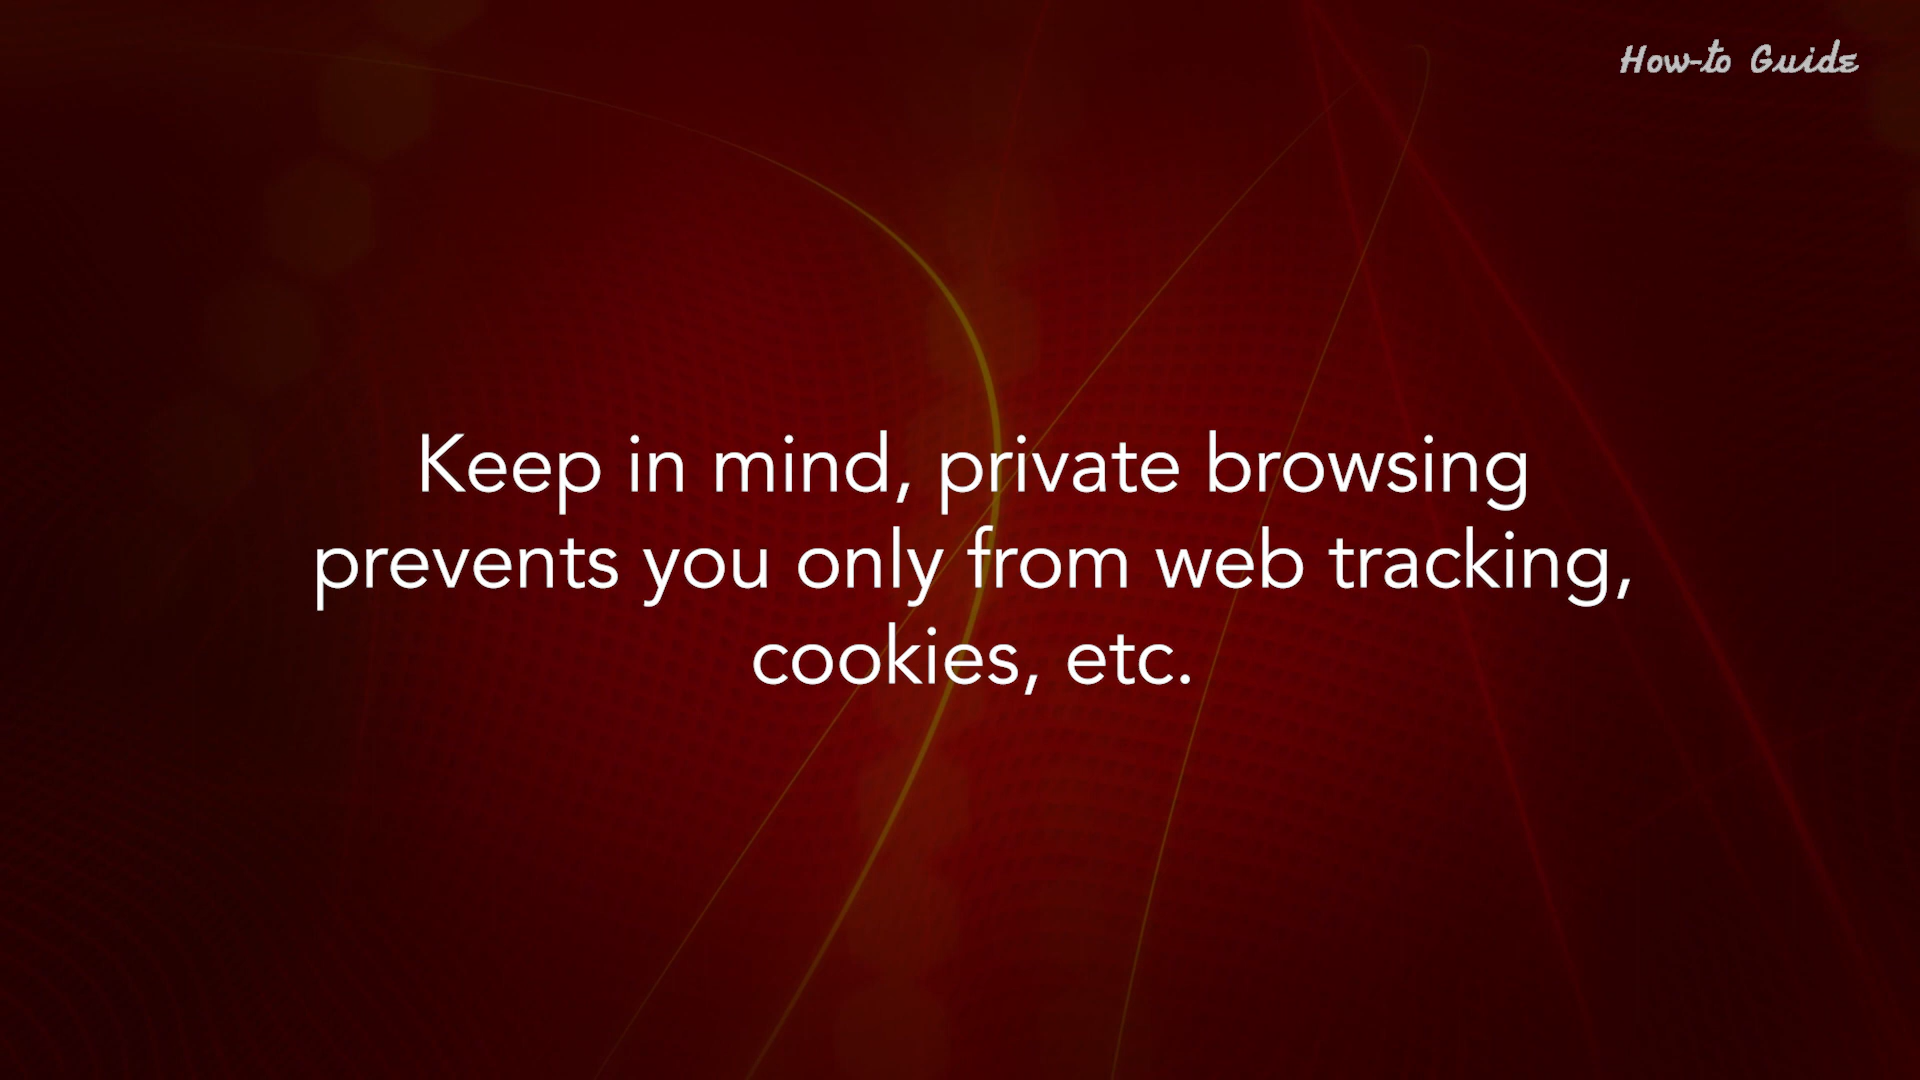 How-to Guide
Keep in mind, private browsing
prevents you only from web tracking,
cookies, etc.